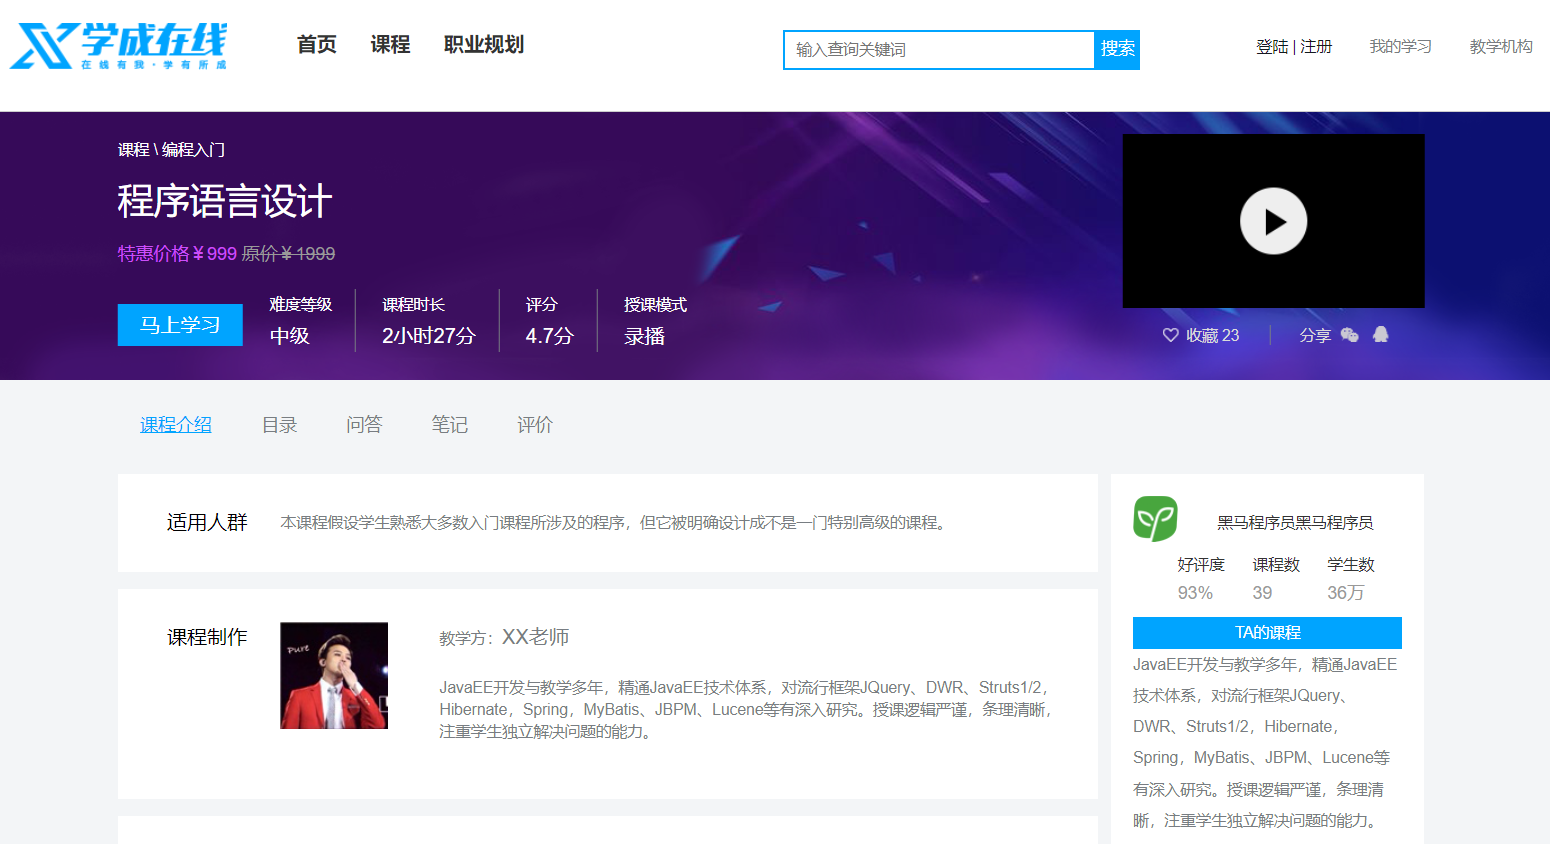 学成在线
在线有我·学有所成
首页 课程 职业规划
输入查询关键词 搜索
登陆 | 注册 我的学习 教学机构
课程 \ 编程入门
程序语言设计
特惠价格￥999 原价￥1999
马上学习
难度等级 课程时长 评分 授课模式
中级 2小时27分 4.7分 录播
收藏 23 分享
课程介绍 目录 问答 笔记 评价
适用人群 本课程假设学生熟悉大多数入门课程所涉及的程序，但它被明确设计成不是一门特别高级的课程。
课程制作
Pure
教学方：XX老师
JavaEE开发与教学多年，精通JavaEE技术体系，对流行框架JQuery、DWR、Struts1/2，
Hibernate，Spring，MyBatis、JBPM、Lucene等有深入研究。授课逻辑严谨，条理清晰，
注重学生独立解决问题的能力。
黑马程序员黑马程序员
好评度 课程数 学生数
93% 39 36万
TA的课程
JavaEE开发与教学多年，精通JavaEE
技术体系，对流行框架JQuery、
DWR、Struts1/2，Hibernate，
Spring，MyBatis、JBPM、Lucene等
有深入研究。授课逻辑严谨，条理清
晰，注重学生独立解决问题的能力。